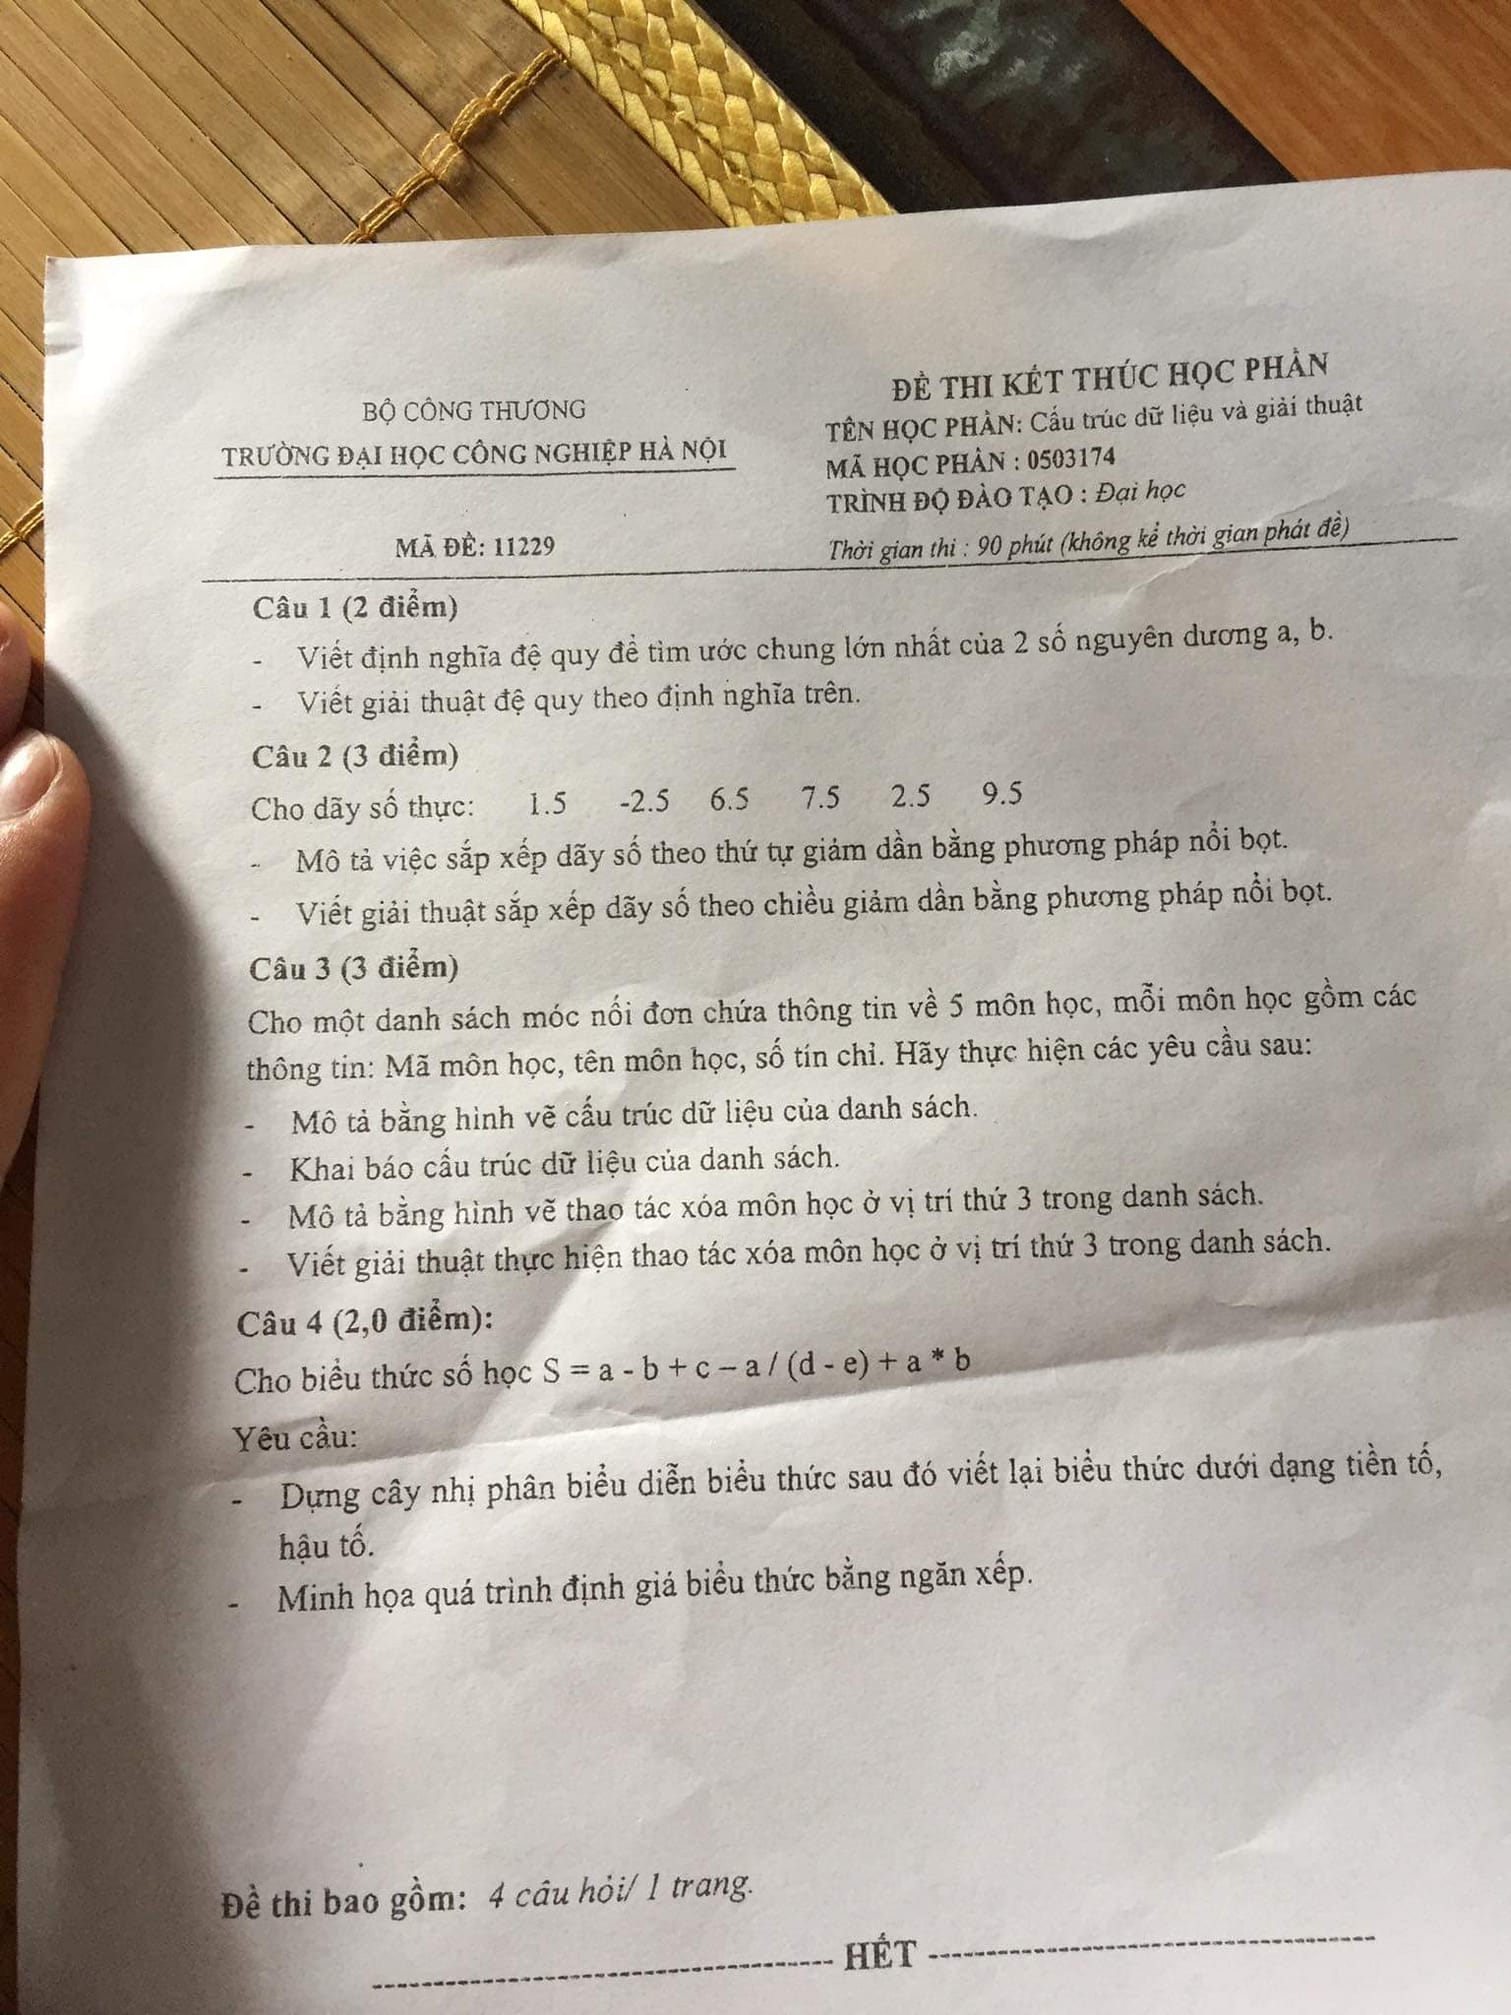 BỘ CÔNG THƯƠNG
TRƯỜNG ĐẠI HỌC CÔNG NGHIỆP HÀ NỘI
MÃ ĐỀ: 11229
ĐỀ THI KẾT THÚC HỌC PHẦN
TÊN HỌC PHẦN: Cấu trúc dữ liệu và giải thuật
MÃ HỌC PHẦN : 0503174
TRÌNH ĐỘ ĐÀO TẠO : Đại học
Thời gian thi : 90 phút (không kể thời gian phát đề)
Câu 1 (2 điểm)
- Viết định nghĩa đệ quy để tìm ước chung lớn nhất của 2 số nguyên dương a, b.
- Viết giải thuật đệ quy theo định nghĩa trên.
Câu 2 (3 điểm)
Cho dãy số thực: 1.5 -2.5 6.5 7.5 2.5 9.5
- Mô tả việc sắp xếp dãy số theo thứ tự giảm dần bằng phương pháp nổi bọt.
- Viết giải thuật sắp xếp dãy số theo chiều giảm dần bằng phương pháp nổi bọt.
Câu 3 (3 điểm)
Cho một danh sách móc nối đơn chứa thông tin về 5 môn học, mỗi môn học gồm các
thông tin: Mã môn học, tên môn học, số tín chỉ. Hãy thực hiện các yêu cầu sau:
- Mô tả bằng hình vẽ cấu trúc dữ liệu của danh sách.
- Khai báo cấu trúc dữ liệu của danh sách.
- Mô tả bằng hình vẽ thao tác xóa môn học ở vị trí thứ 3 trong danh sách.
- Viết giải thuật thực hiện thao tác xóa môn học ở vị trí thứ 3 trong danh sách.
Câu 4 (2,0 điểm):
Cho biểu thức số học S = a - b + c – a / (d - e) + a * b
Yêu cầu:
- Dựng cây nhị phân biểu diễn biểu thức sau đó viết lại biểu thức dưới dạng tiền tố,
hậu tố.
- Minh họa quá trình định giá biểu thức bằng ngăn xếp.
Đề thi bao gồm: 4 câu hỏi/ 1 trang.
----------------------------------- HẾT -----------------------------------